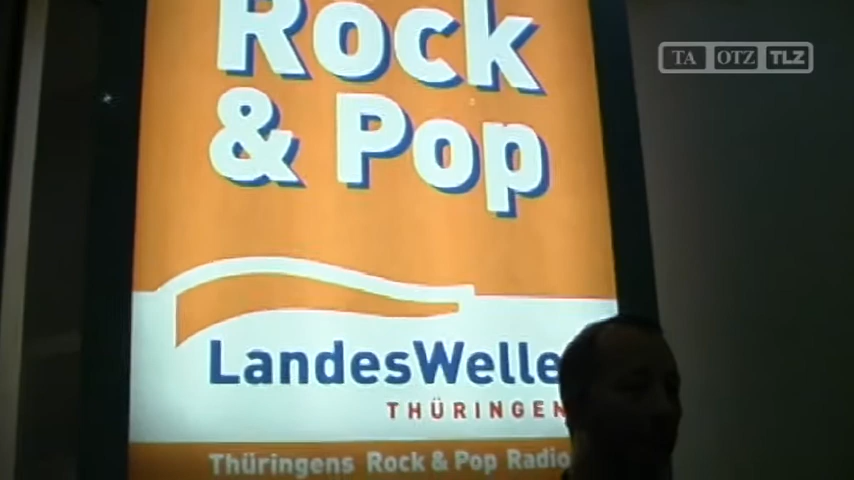 Rock
& Pop
TA OTZ TLZ
LandesWelle
THÜRINGEN
Thüringens Rock & Pop Radio